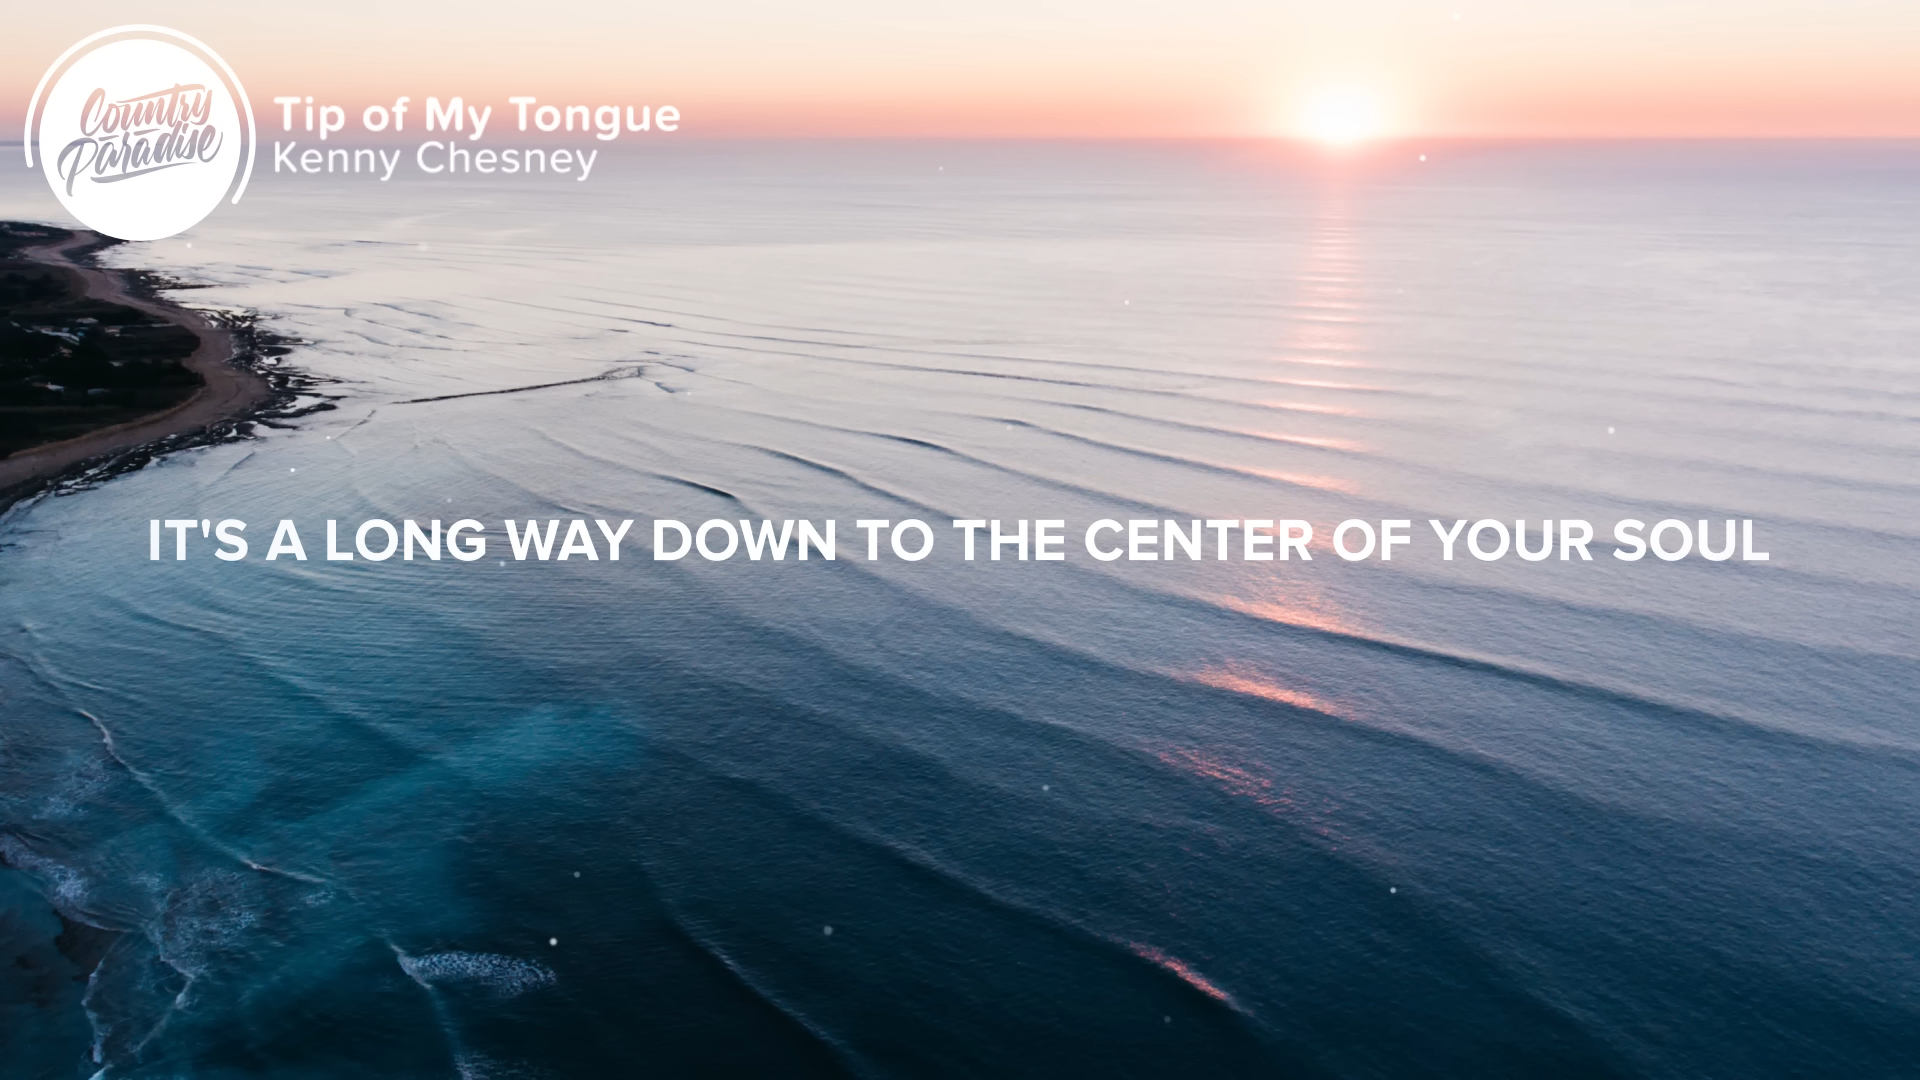 Country
Paradise
Tip of My Tongue
Kenny Chesney
IT'S A LONG WAY DOWN TO THE CENTER OF YOUR SOUL